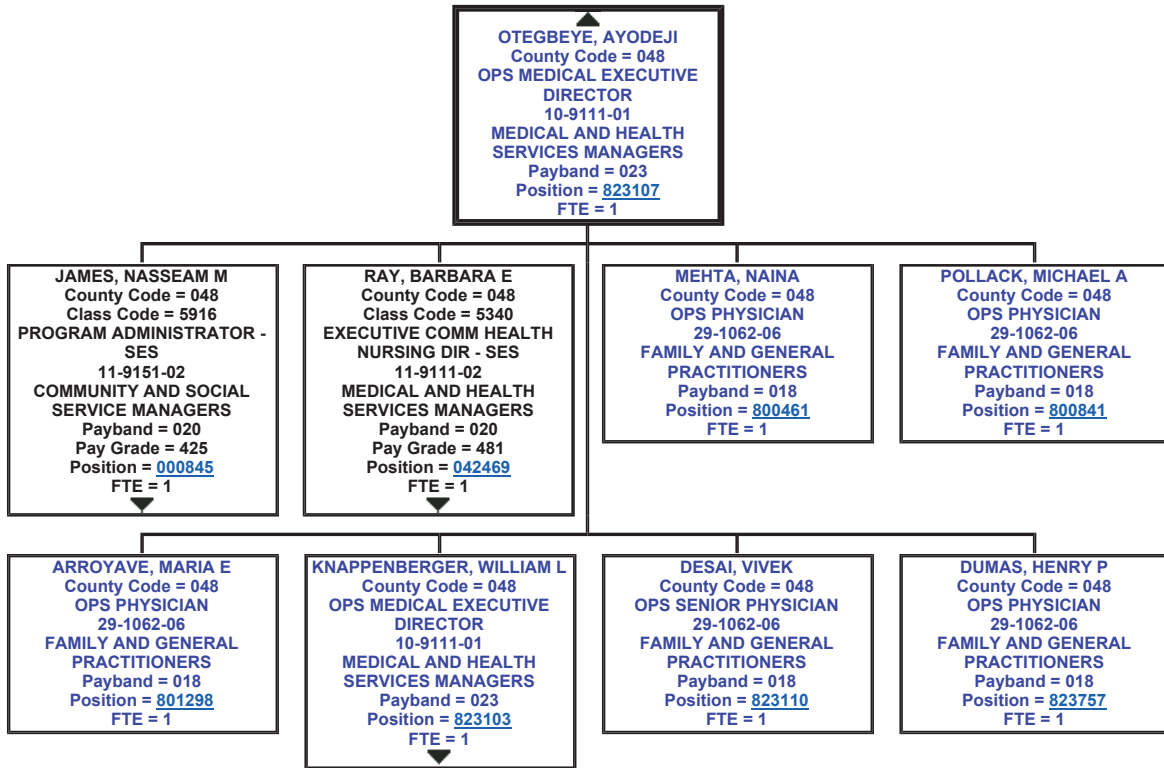 OTEGBEYE, AYODEJI
County Code = 048
OPS MEDICAL EXECUTIVE
DIRECTOR
10-9111-01
MEDICAL AND HEALTH
SERVICES MANAGERS
Payband = 023
Position = 823107
FTE = 1
JAMES, NASSEAM M
County Code = 048
Class Code = 5916
PROGRAM ADMINISTRATOR -
SES
11-9151-02
COMMUNITY AND SOCIAL
SERVICE MANAGERS
Payband = 020
Pay Grade = 425
Position = 000845
FTE = 1
RAY, BARBARA E
County Code = 048
Class Code = 5340
EXECUTIVE COMM HEALTH
NURSING DIR - SES
11-9111-02
MEDICAL AND HEALTH
SERVICES MANAGERS
Payband = 020
Pay Grade = 481
Position = 042469
FTE = 1
MEHTA, NAINA
County Code = 048
OPS PHYSICIAN
29-1062-06
FAMILY AND GENERAL
PRACTITIONERS
Payband = 018
Position = 800461
FTE = 1
POLLACK, MICHAEL A
County Code = 048
OPS PHYSICIAN
29-1062-06
FAMILY AND GENERAL
PRACTITIONERS
Payband = 018
Position = 800841
FTE = 1
ARROYAVE, MARIA E
County Code = 048
OPS PHYSICIAN
29-1062-06
FAMILY AND GENERAL
PRACTITIONERS
Payband = 018
Position = 801298
FTE = 1
KNAPPENBERGER, WILLIAM L
County Code = 048
OPS MEDICAL EXECUTIVE
DIRECTOR
10-9111-01
MEDICAL AND HEALTH
SERVICES MANAGERS
Payband = 023
Position = 823103
FTE = 1
DESAI, VIVEK
County Code = 048
OPS SENIOR PHYSICIAN
29-1062-06
FAMILY AND GENERAL
PRACTITIONERS
Payband = 018
Position = 823110
FTE = 1
DUMAS, HENRY P
County Code = 048
OPS PHYSICIAN
29-1062-06
FAMILY AND GENERAL
PRACTITIONERS
Payband = 018
Position = 823757
FTE = 1